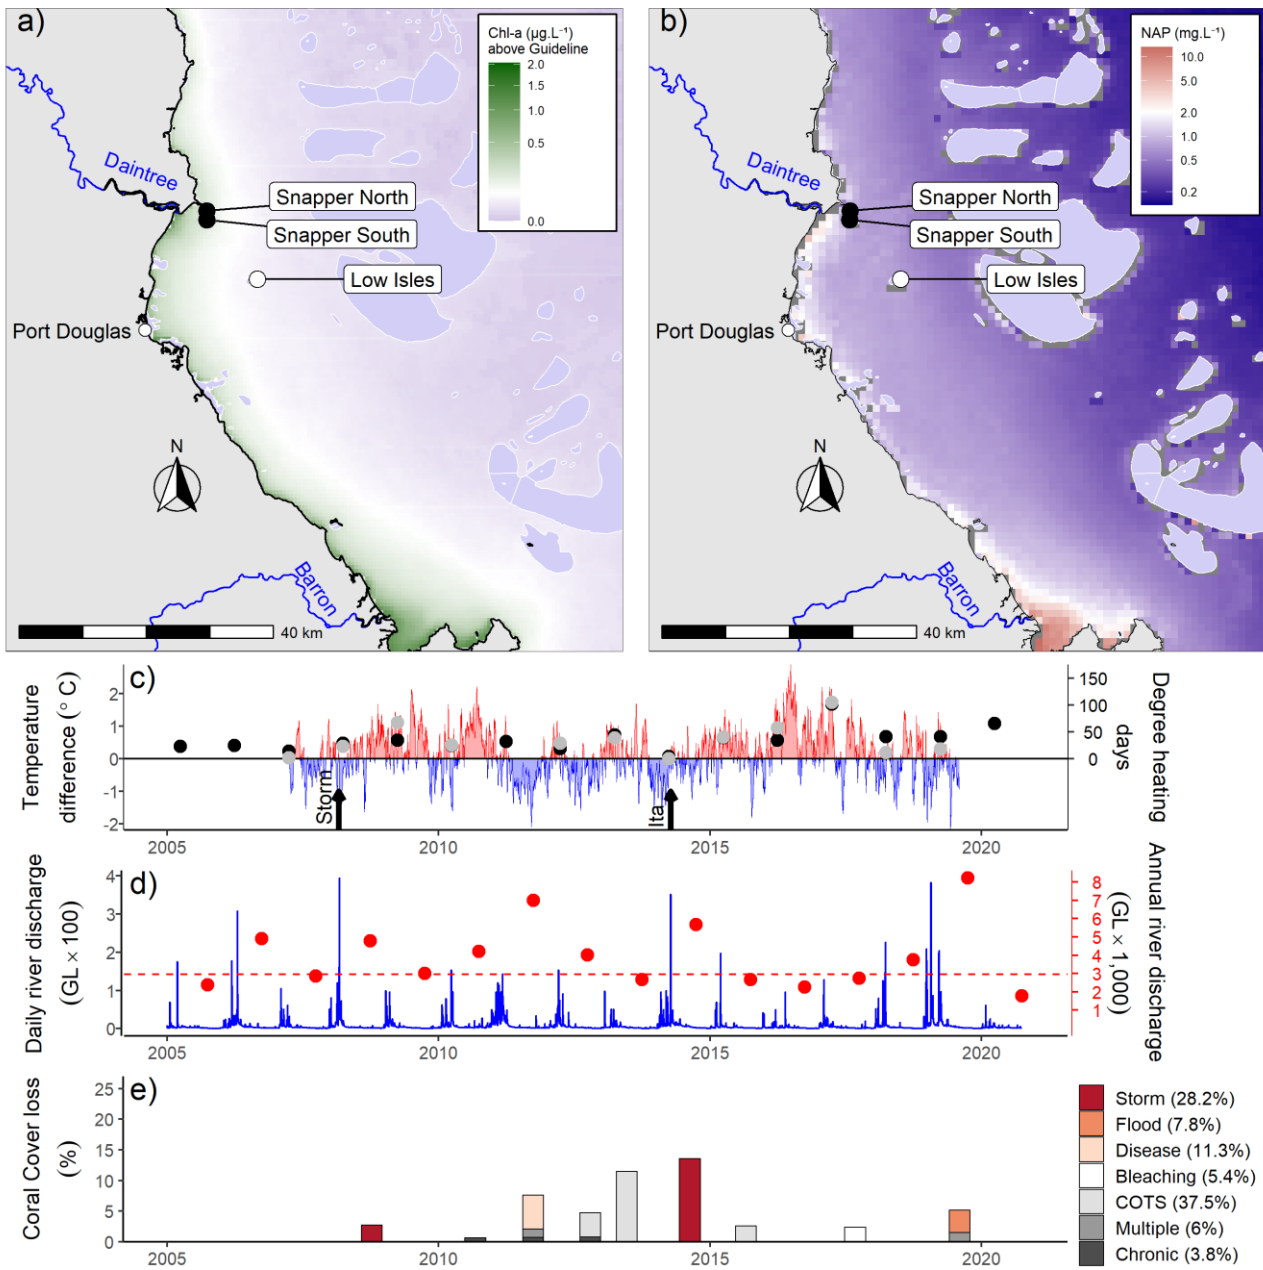 a)
Chl-a (µg.L⁻¹)
above Guideline
2.0
1.5
1.0
0.5
0.0
Daintree
Snapper North
Snapper South
Low Isles
Port Douglas
N
Barron
40 km
b)
NAP (mg.L⁻¹)
10.0
5.0
2.0
1.0
0.5
0.2
Daintree
Snapper North
Snapper South
Low Isles
Port Douglas
N
Barron
40 km
c)
Temperature
difference (° C)
2
1
0
-1
-2
Storm
Ita
150
100
50
0
Degree heating
days
2005
2010
2015
2020
d)
Daily river discharge
(GL × 100)
4
3
2
1
0
8
7
6
5
4
3
2
1
Annual river discharge
(GL × 1,000)
2005
2010
2015
2020
e)
Coral Cover loss
(%)
25
20
15
10
5
0
2005
2010
2015
2020
Storm (28.2%)
Flood (7.8%)
Disease (11.3%)
Bleaching (5.4%)
COTS (37.5%)
Multiple (6%)
Chronic (3.8%)